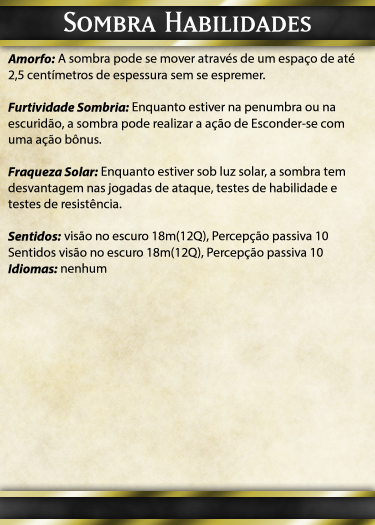 Sombra Habilidades
Amorfo: A sombra pode se mover através de um espaço de até
2,5 centímetros de espessura sem se espremer.
Furtividade Sombria: Enquanto estiver na penumbra ou na
escuridão, a sombra pode realizar a ação de Esconder-se com
uma ação bônus.
Fraqueza Solar: Enquanto estiver sob luz solar, a sombra tem
desvantagem nas jogadas de ataque, testes de habilidade e
testes de resistência.
Sentidos: visão no escuro 18m(12Q), Percepção passiva 10
Sentidos visão no escuro 18m(12Q), Percepção passiva 10
Idiomas: nenhum